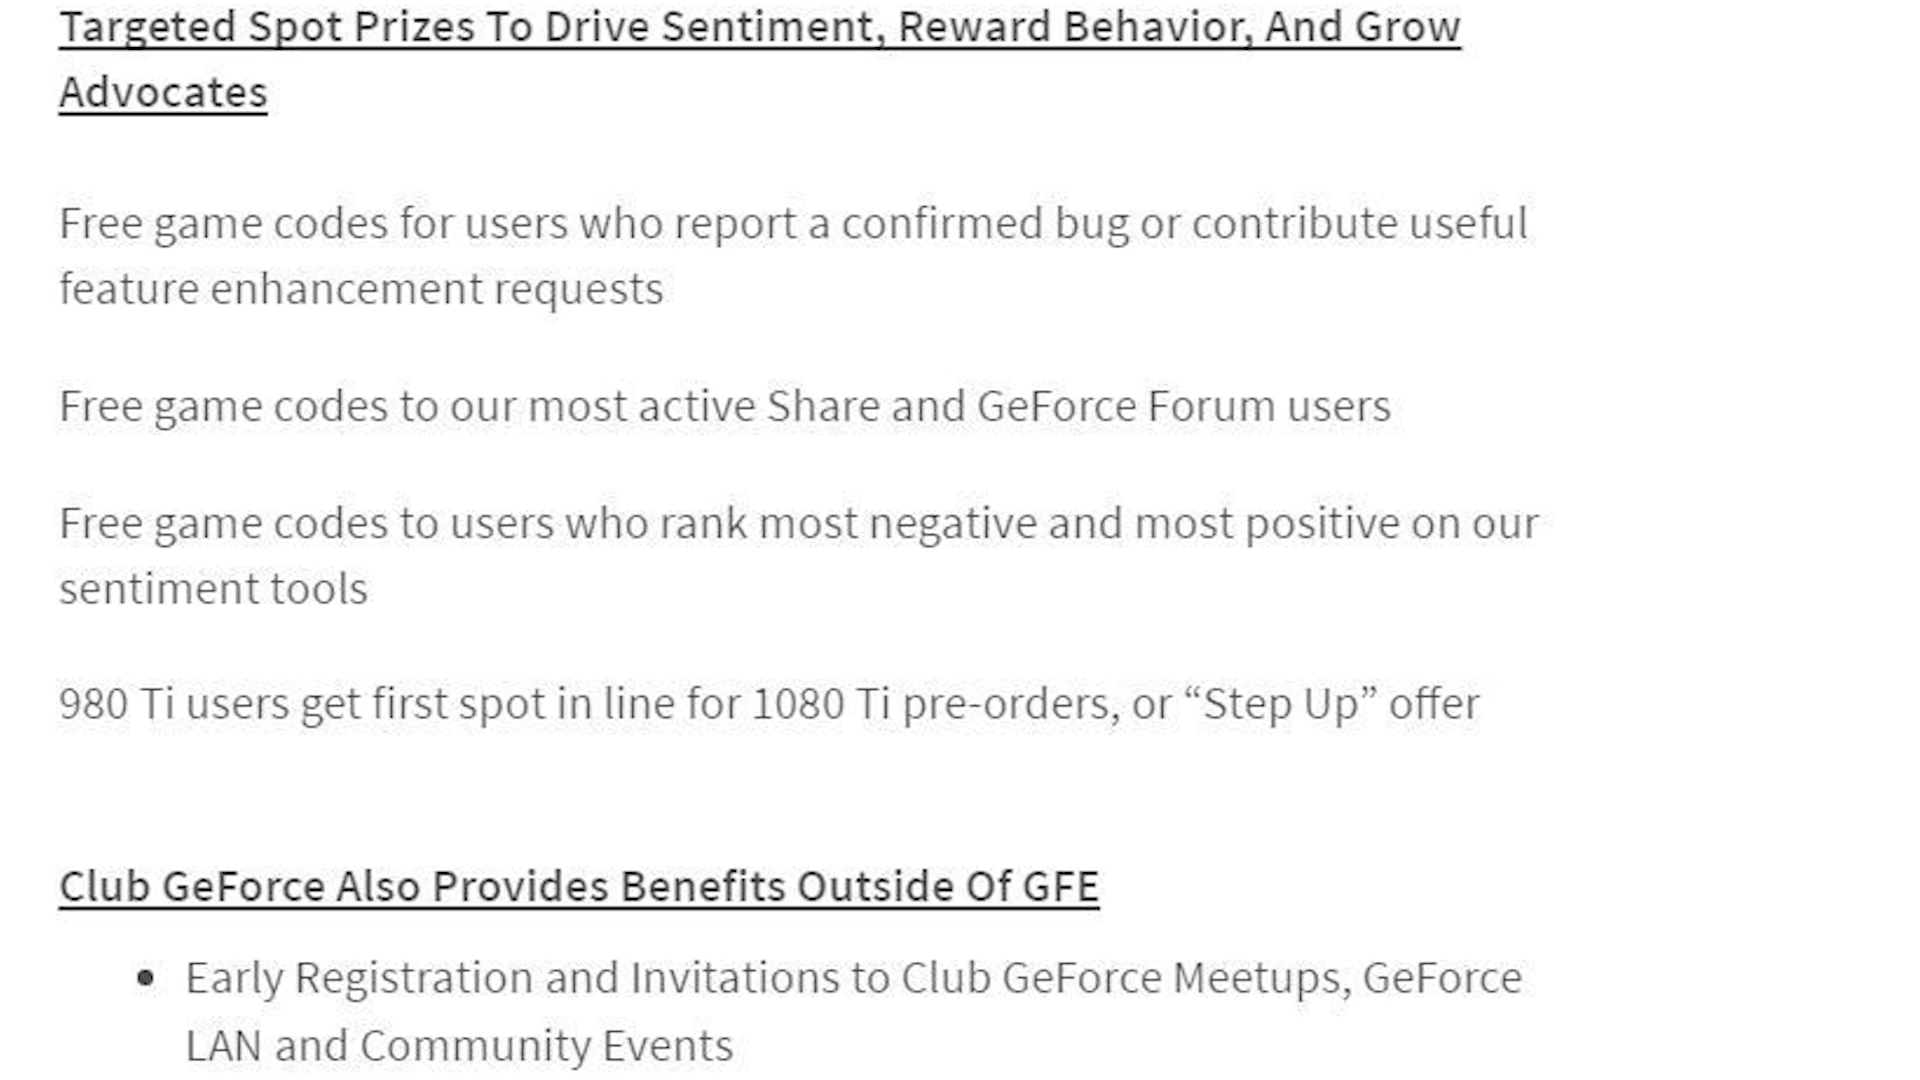 Targeted Spot Prizes To Drive Sentiment, Reward Behavior, And Grow
Advocates
Free game codes for users who report a confirmed bug or contribute useful
feature enhancement requests
Free game codes to our most active Share and GeForce Forum users
Free game codes to users who rank most negative and most positive on our
sentiment tools
980 Ti users get first spot in line for 1080 Ti pre-orders, or “Step Up” offer
Club GeForce Also Provides Benefits Outside Of GFE
• Early Registration and Invitations to Club GeForce Meetups, GeForce
LAN and Community Events